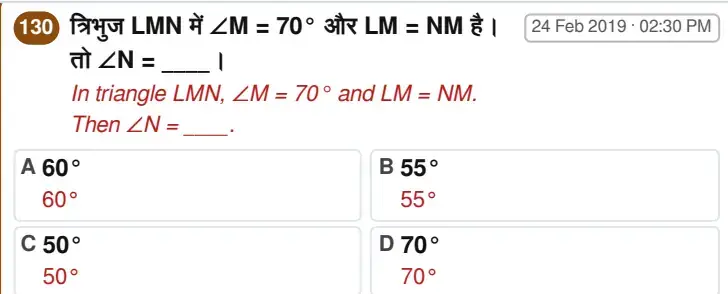 130 त्रिभुज LMN में ∠M = 70° और LM = NM है। 24 Feb 2019 · 02:30 PM
तो ∠N = ____ ।
In triangle LMN, ∠M = 70° and LM = NM.
Then ∠N = ____.
A 60° B 55°
60° 55°
C 50° D 70°
50° 70°